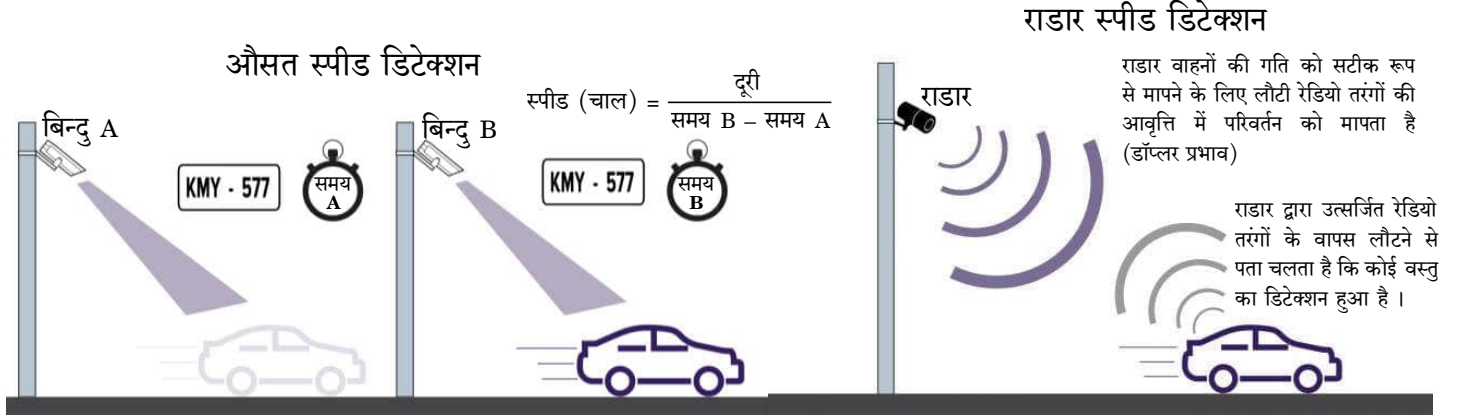 औसत स्पीड डिटेक्शन
स्पीड (चाल) = दूरी / समय B – समय A
बिन्दु A
KMY - 577
समय
A
बिन्दु B
KMY - 577
समय
B
राडार स्पीड डिटेक्शन
राडार
राडार वाहनों की गति को सटीक रूप
से मापने के लिए लौटी रेडियो तरंगों की
आवृत्ति में परिवर्तन को मापता है
(डॉप्लर प्रभाव)
राडार द्वारा उत्सर्जित रेडियो
तरंगों के वापस लौटने से
पता चलता है कि कोई वस्तु
का डिटेक्शन हुआ है ।